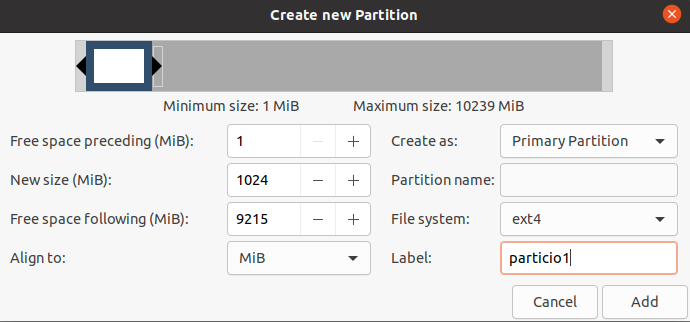 Create new Partition
Minimum size: 1 MiB Maximum size: 10239 MiB
Free space preceding (MiB): 1 Create as: Primary Partition
New size (MiB): 1024 Partition name:
Free space following (MiB): 9215 File system: ext4
Align to: MiB Label: particio1
Cancel Add